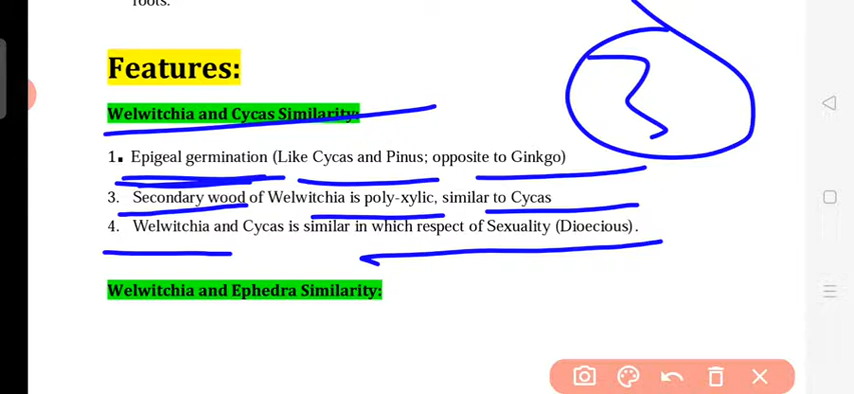 roots.
Features:
Welwitchia and Cycas Similarity:
1. Epigeal germination (Like Cycas and Pinus; opposite to Ginkgo)
3. Secondary wood of Welwitchia is poly-xylic, similar to Cycas
4. Welwitchia and Cycas is similar in which respect of Sexuality (Dioecious).
Welwitchia and Ephedra Similarity:
3